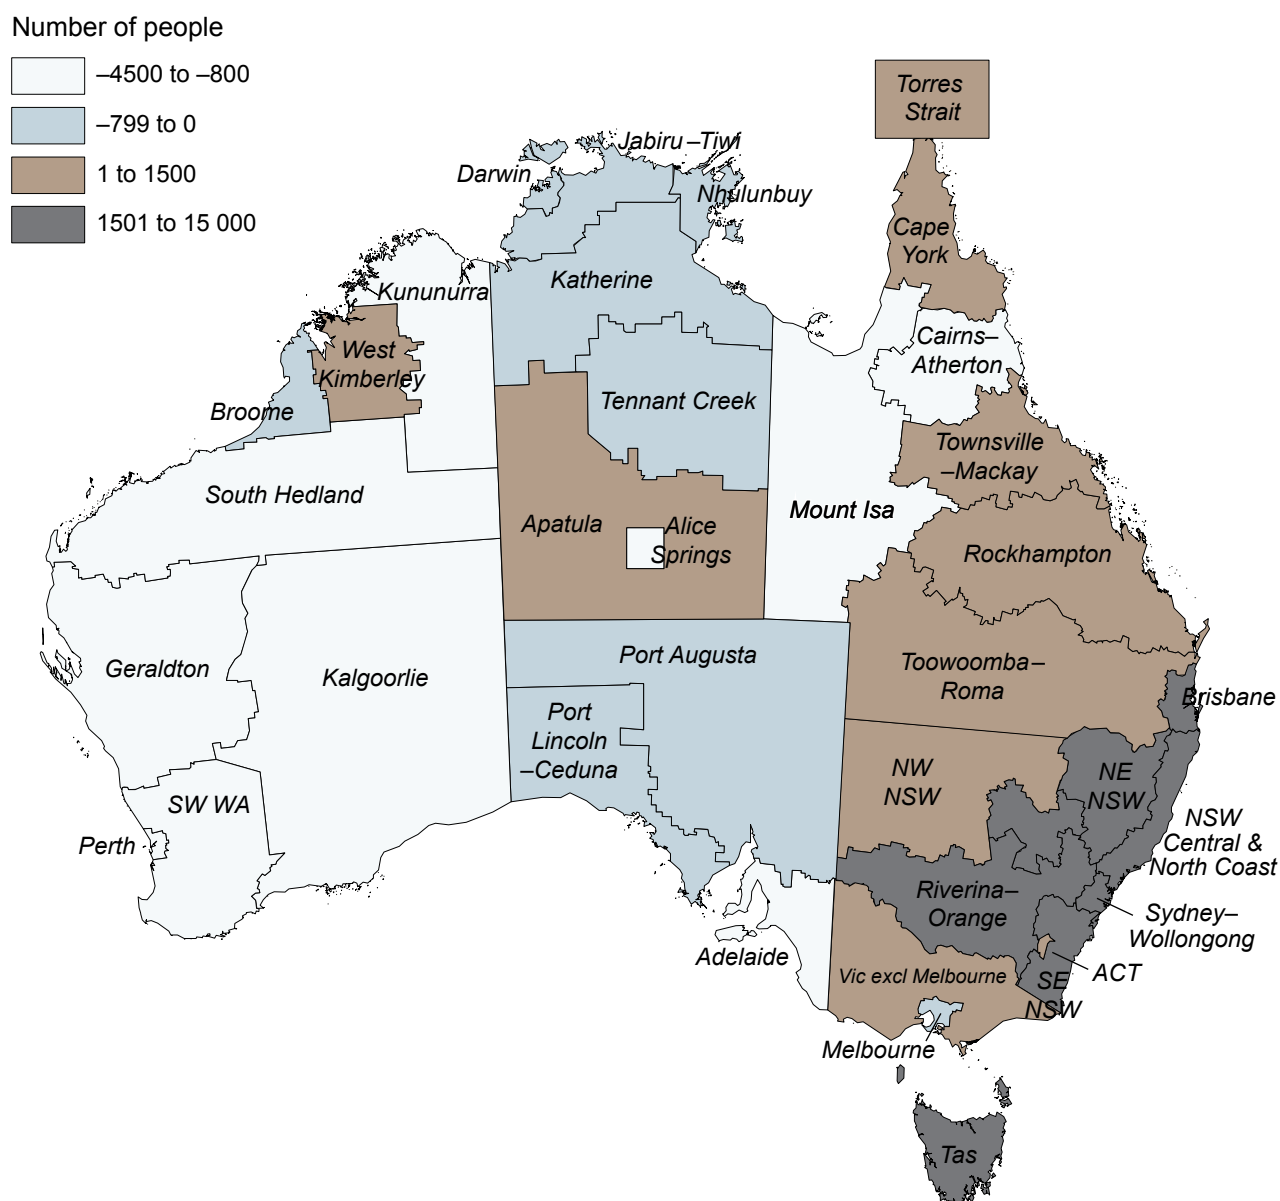 Number of people
–4500 to –800
–799 to 0
1 to 1500
1501 to 15 000
Torres
Strait
Jabiru –Tiwi
Darwin
Nhulunbuy
Cape
York
Katherine
Kununurra
Cairns–
Atherton
West
Kimberley
Tennant Creek
Broome
Townsville
–Mackay
South Hedland
Mount Isa
Apatula
Alice
Springs
Rockhampton
Port Augusta
Geraldton
Kalgoorlie
Toowoomba–
Roma
Brisbane
Port
Lincoln
–Ceduna
NW
NSW
NE
NSW
SW WA
Perth
NSW
Central &
North Coast
Riverina–
Orange
Sydney–
Wollongong
Adelaide
Vic excl Melbourne
ACT
SE
NSW
Melbourne
Tas